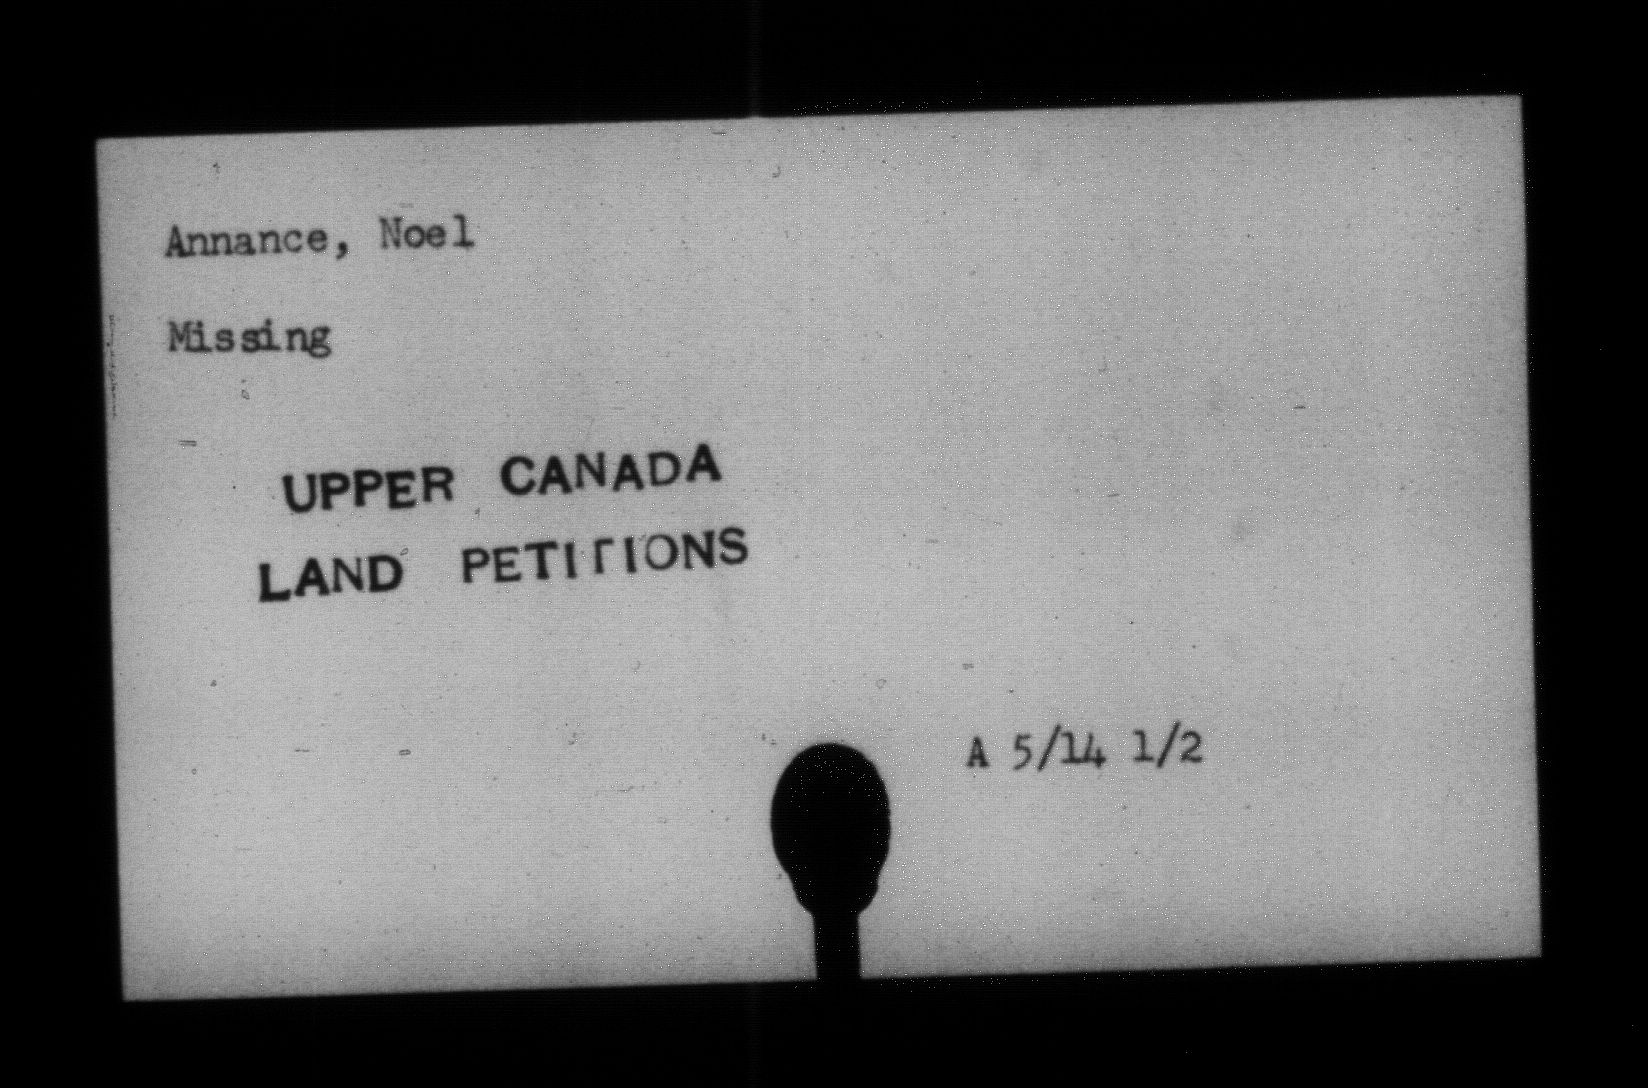 Annance, Noel
Missing
UPPER CANADA
LAND PETITIONS
A 5/14 1/2